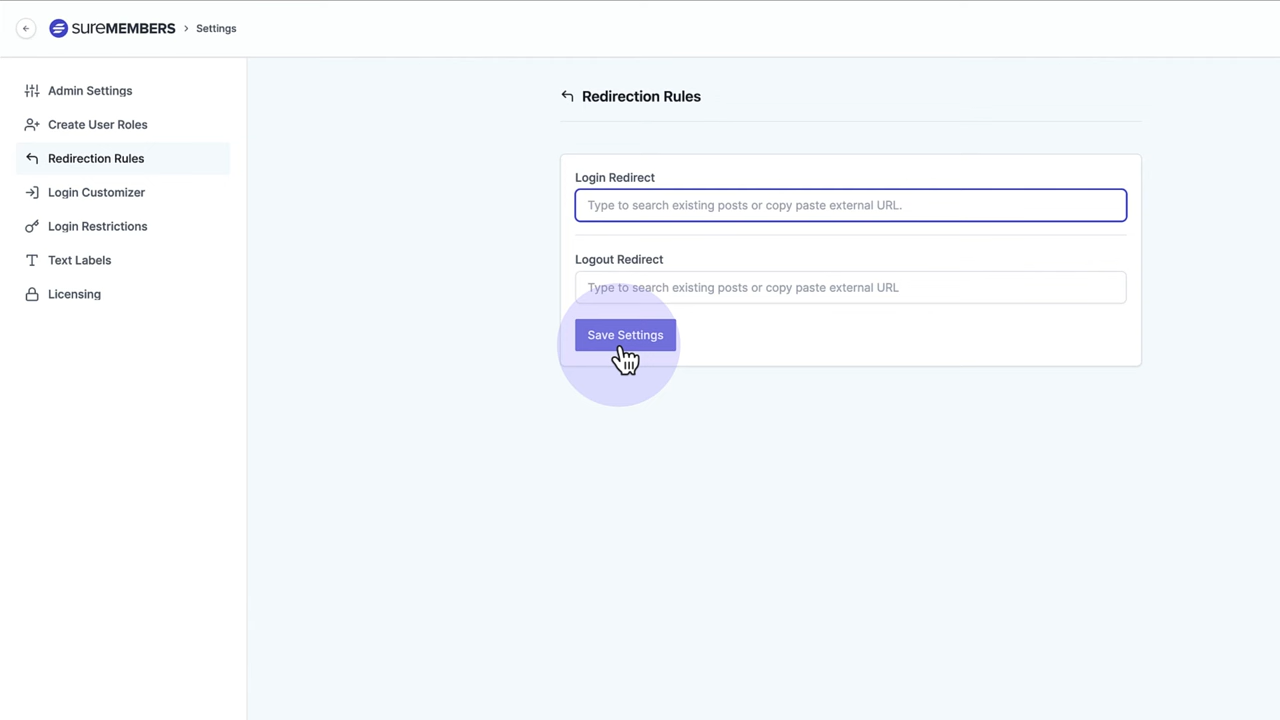 sureMEMBERS > Settings
Admin Settings
Create User Roles
Redirection Rules
Login Customizer
Login Restrictions
Text Labels
Licensing
Redirection Rules
Login Redirect
Type to search existing posts or copy paste external URL.
Logout Redirect
Type to search existing posts or copy paste external URL
Save Settings